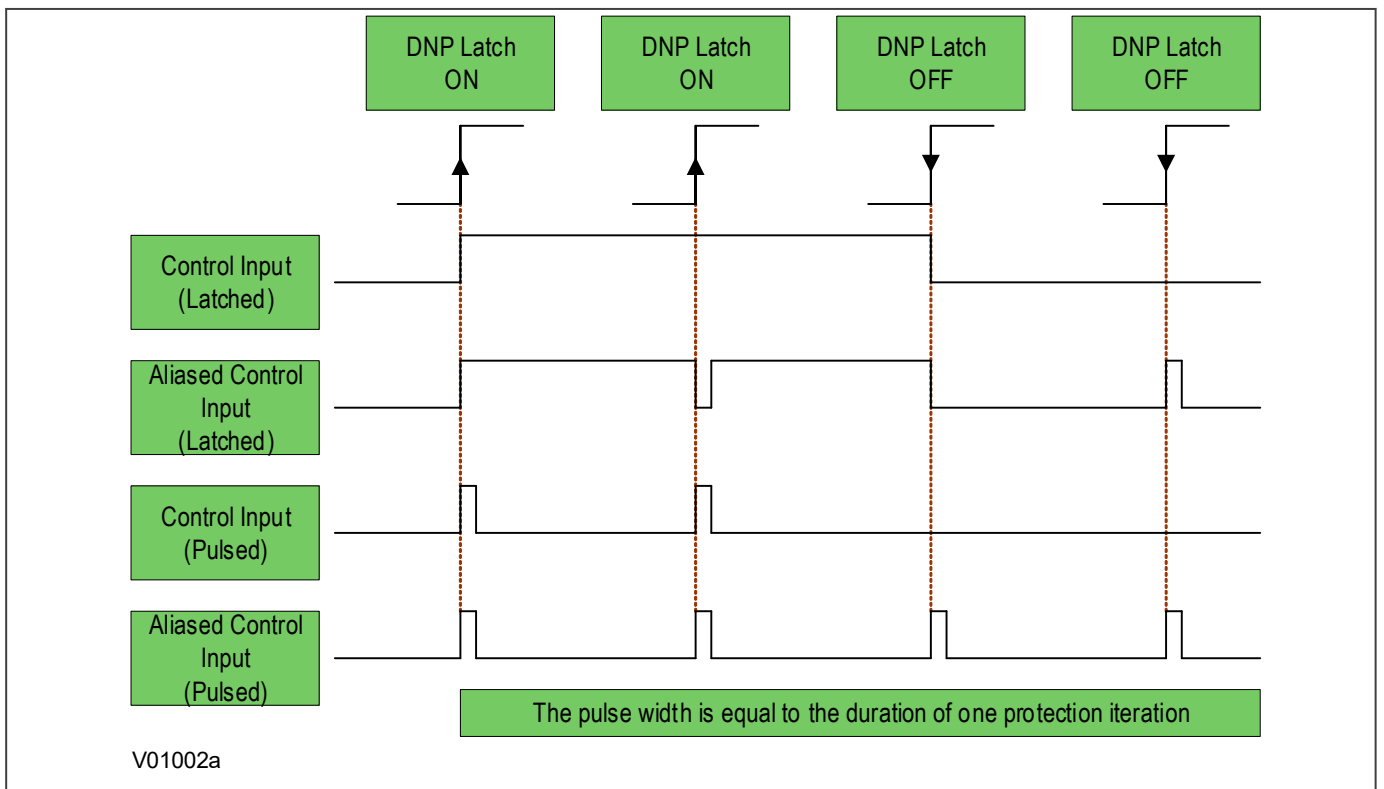 DNP Latch
ON
DNP Latch
ON
DNP Latch
OFF
DNP Latch
OFF
Control Input
(Latched)
Aliased Control
Input
(Latched)
Control Input
(Pulsed)
Aliased Control
Input
(Pulsed)
The pulse width is equal to the duration of one protection iteration
V01002a